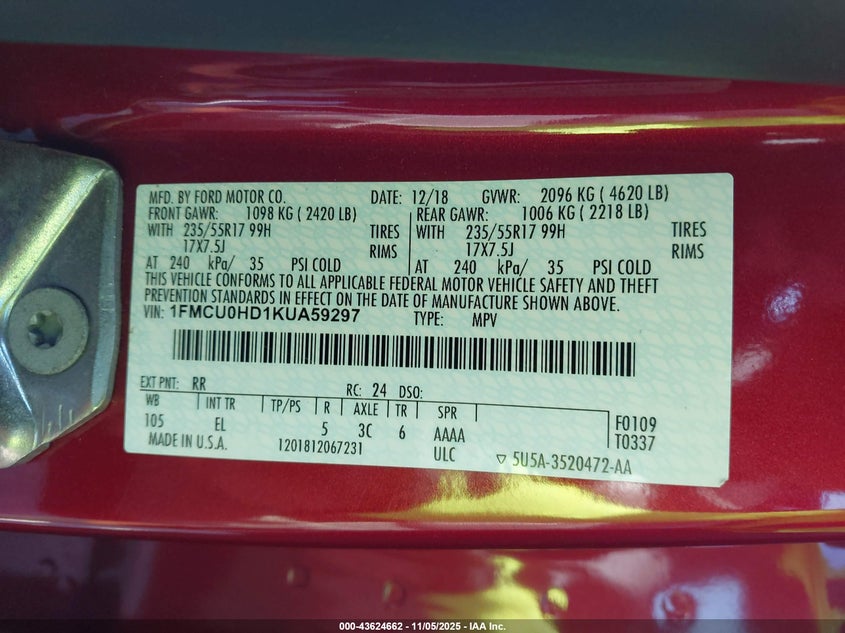 MFD. BY FORD MOTOR CO. DATE: 12/18 GVWR: 2096 KG ( 4620 LB)
FRONT GAWR: 1098 KG ( 2420 LB) REAR GAWR: 1006 KG ( 2218 LB)
WITH 235/55R17 99H TIRES WITH 235/55R17 99H TIRES
17X7.5J RIMS 17X7.5J RIMS
AT 240 kPa/ 35 PSI COLD AT 240 kPa/ 35 PSI COLD
THIS VEHICLE CONFORMS TO ALL APPLICABLE FEDERAL MOTOR VEHICLE SAFETY AND THEFT
PREVENTION STANDARDS IN EFFECT ON THE DATE OF MANUFACTURE SHOWN ABOVE.
VIN: 1FMCU0HD1KUA59297 TYPE: MPV
EXT PNT: RR RC: 24 DSO:
WB INT TR TP/PS R AXLE TR SPR
105 EL 5 3C 6 AAAA F0109
MADE IN U.S.A. 1201812067231 ULC T0337
5U5A-3520472-AA
000-43624662 - 11/05/2025 - IAA Inc.